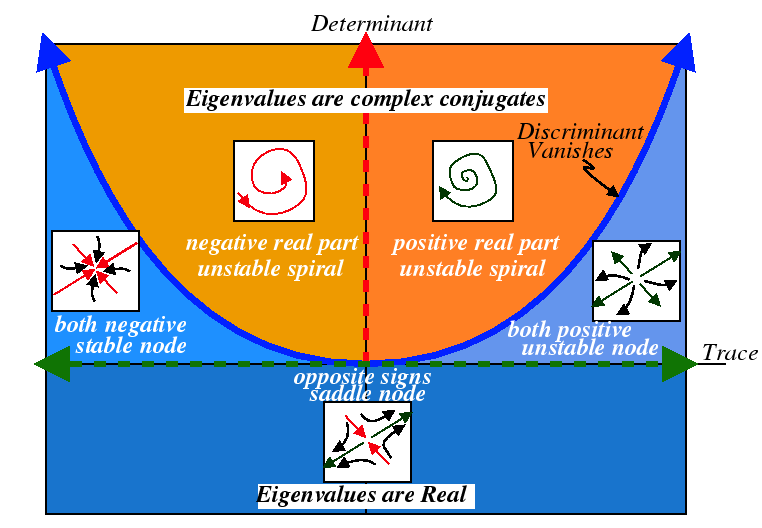 Determinant
Eigenvalues are complex conjugates
Discriminant
Vanishes
negative real part
unstable spiral
positive real part
unstable spiral
both negative
stable node
both positive
unstable node
Trace
opposite signs
saddle node
Eigenvalues are Real